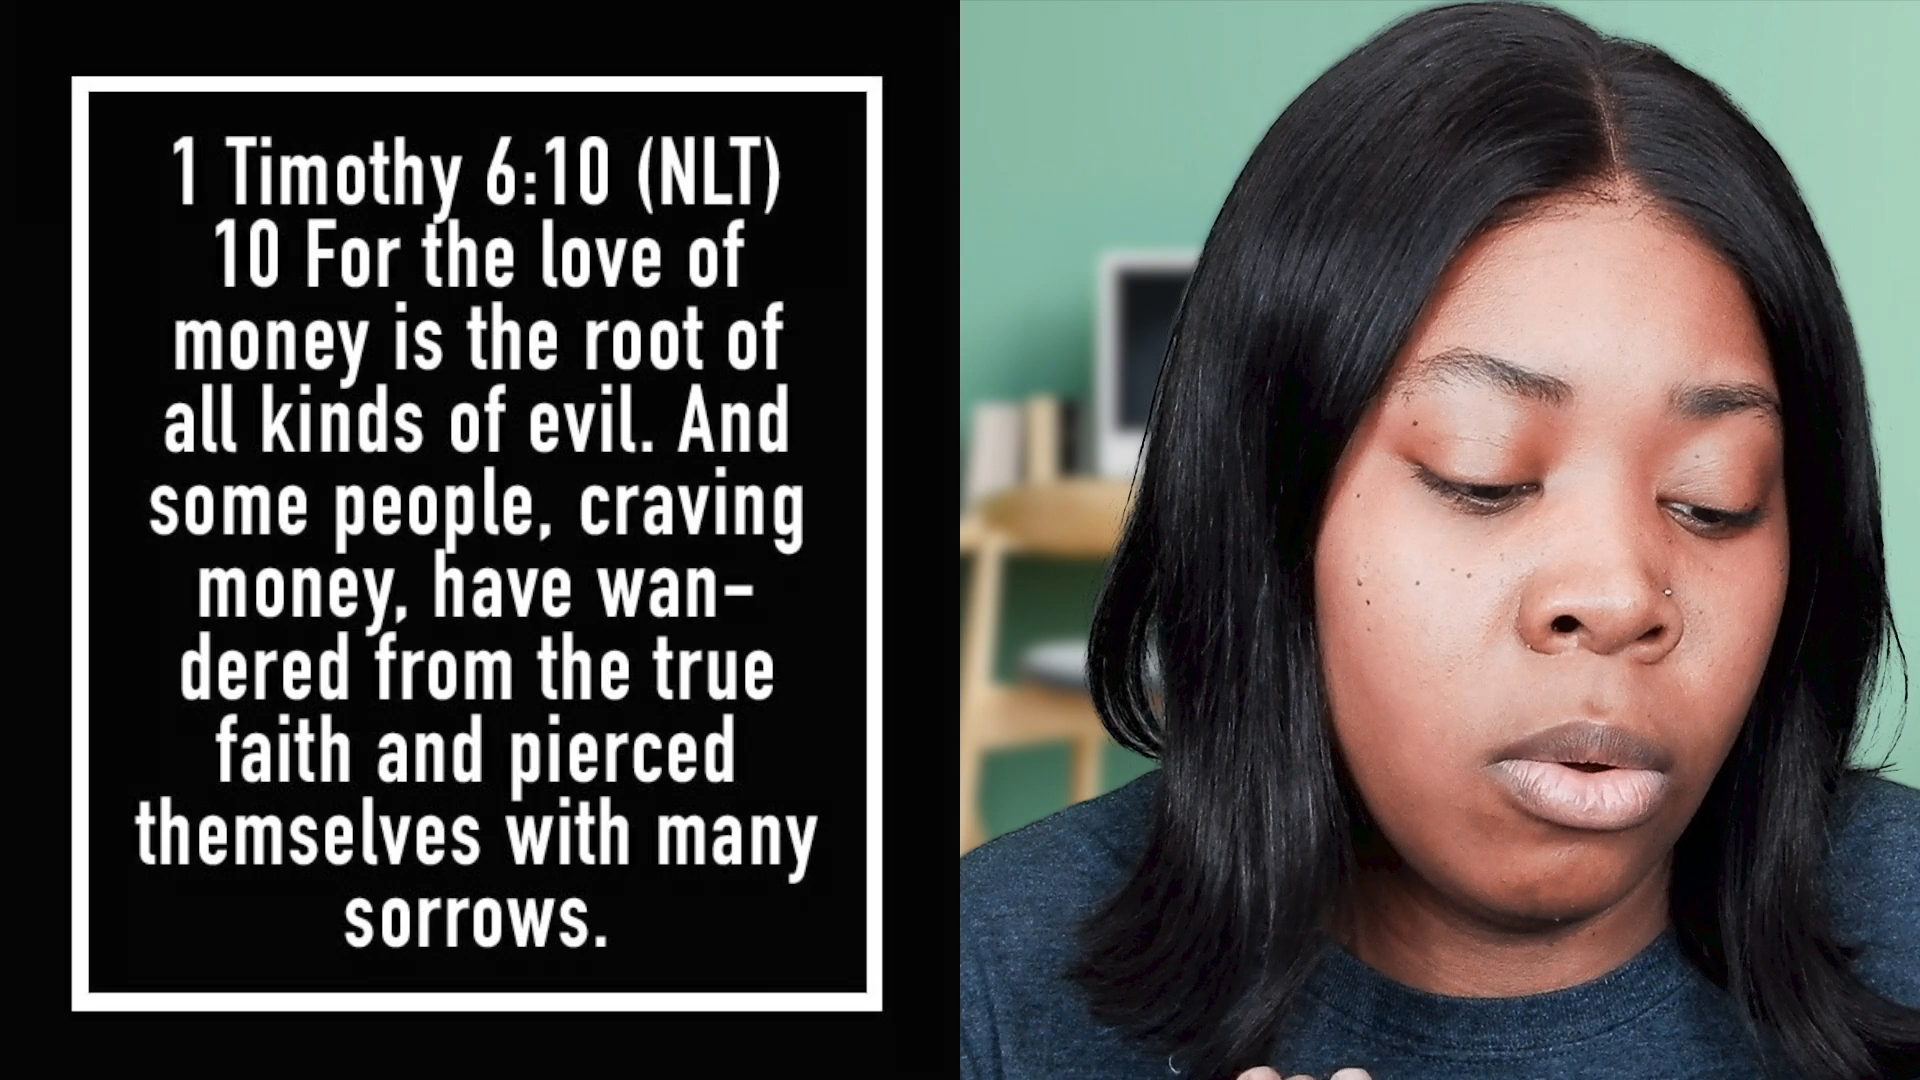 1 Timothy 6:10 (NLT)
10 For the love of
money is the root of
all kinds of evil. And
some people, craving
money, have wan-
dered from the true
faith and pierced
themselves with many
sorrows.